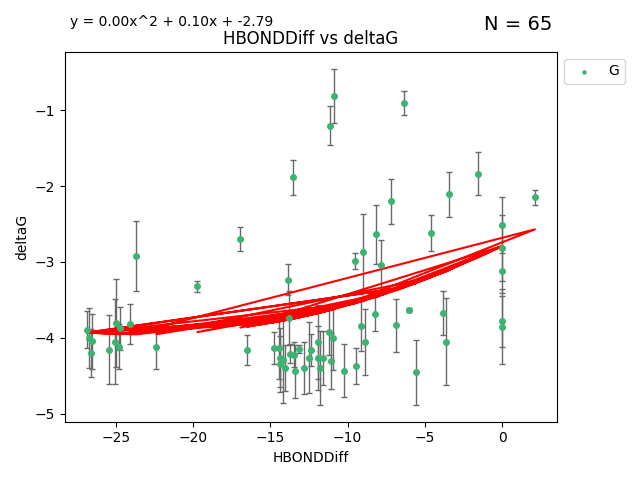 y = 0.00x^2 + 0.10x + -2.79
N = 65
HBONDDiff vs deltaG
G
deltaG
−1
−2
−3
−4
−5
−25 −20 −15 −10 −5 0
HBONDDiff